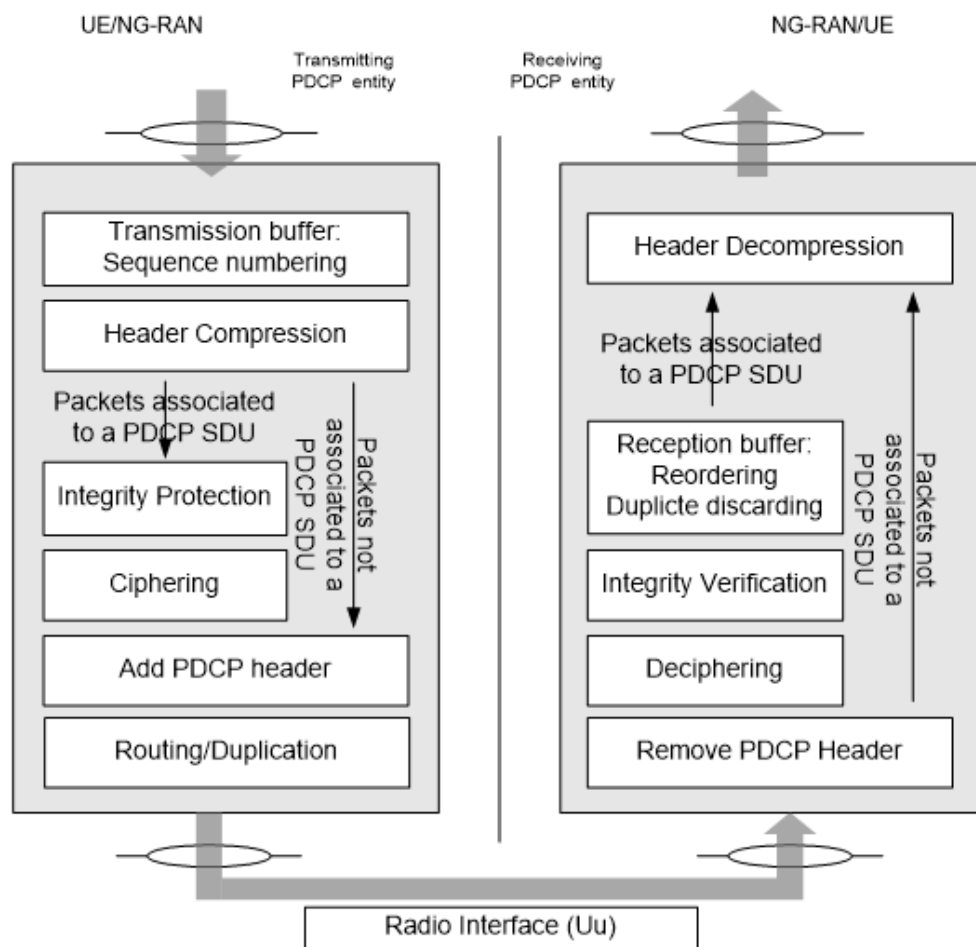 UE/NG-RAN
NG-RAN/UE
Transmitting
PDCP entity
Receiving
PDCP entity
Transmission buffer:
Sequence numbering
Header Compression
Packets associated
to a PDCP SDU
Packets not
associated to a
PDCP SDU
Integrity Protection
Ciphering
Add PDCP header
Routing/Duplication
Header Decompression
Packets associated
to a PDCP SDU
Reception buffer:
Reordering
Duplicte discarding
Packets not
associated to a
PDCP SDU
Integrity Verification
Deciphering
Remove PDCP Header
Radio Interface (Uu)